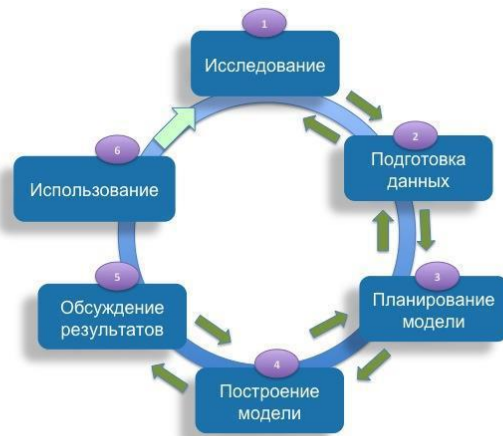 1
Исследование
2
Подготовка
данных
3
Планирование
модели
4
Построение
модели
5
Обсуждение
результатов
6
Использование